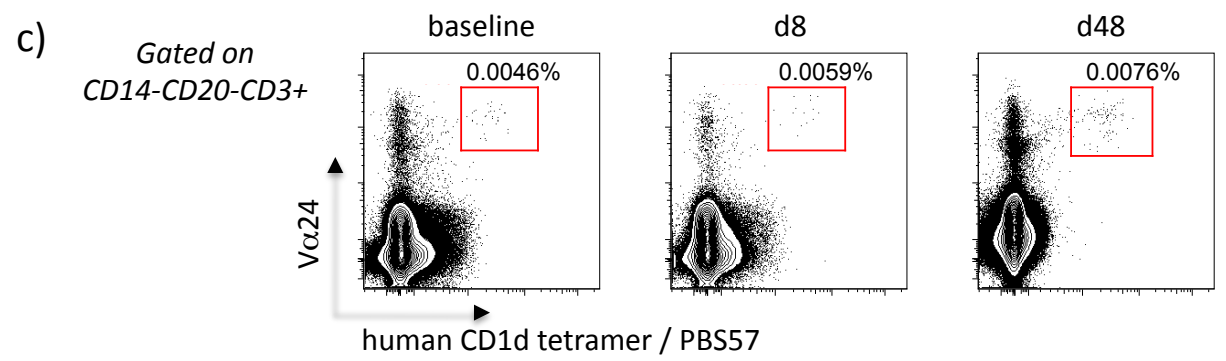 c)
Gated on
CD14-CD20-CD3+
baseline
d8
d48
0.0046%
0.0059%
0.0076%
Vα24
human CD1d tetramer / PBS57